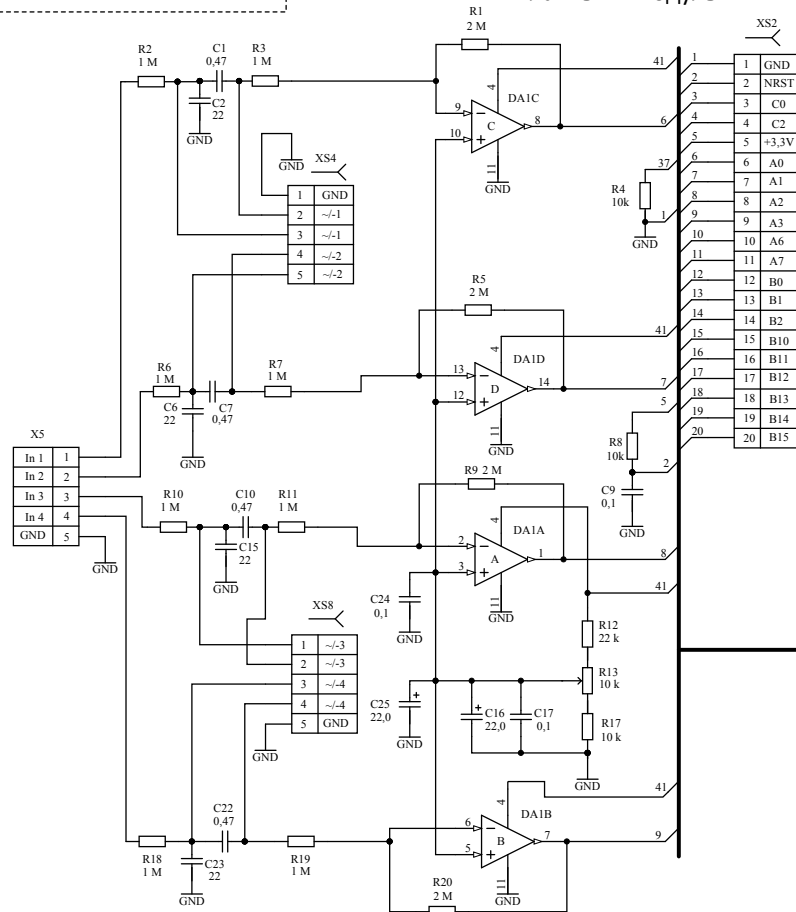 R1
2 M
XS2
R2
1 M
C1
0,47
R3
1 M
41
1
1
GND
2
2
NRST
3
3
C0
4
4
C2
5
5
+3,3V
6
6
A0
7
7
A1
8
8
A2
9
9
A3
10
10
A6
11
11
A7
12
12
B0
13
13
B1
14
14
B2
15
15
B10
16
16
B11
17
17
B12
18
18
B13
19
19
B14
20
20
B15
C2
22
GND
4
DA1C
9
−
C
8
10
+
6
11
GND
GND
XS4
1
GND
2
~/-1
3
~/-1
4
~/-2
5
~/-2
37
R4
10k
1
GND
R5
2 M
41
R6
1 M
R7
1 M
4
DA1D
13
−
D
14
12
+
7
11
GND
C6
22
C7
0,47
GND
5
R8
10k
2
C9
0,1
GND
X5
In 1
1
In 2
2
In 3
3
In 4
4
GND
5
GND
R9 2 M
R10
1 M
C10
0,47
R11
1 M
4
DA1A
2
−
A
1
3
+
8
11
GND
41
C15
22
GND
C24
0,1
GND
XS8
1
~/-3
2
~/-3
3
~/-4
4
~/-4
5
GND
GND
R12
22 k
R13
10 k
R17
10 k
GND
C25
22,0
+
GND
+
C16
22,0
C17
0,1
41
C22
0,47
R18
1 M
C23
22
GND
R19
1 M
4
DA1B
6
−
B
7
5
+
9
11
GND
R20
2 M